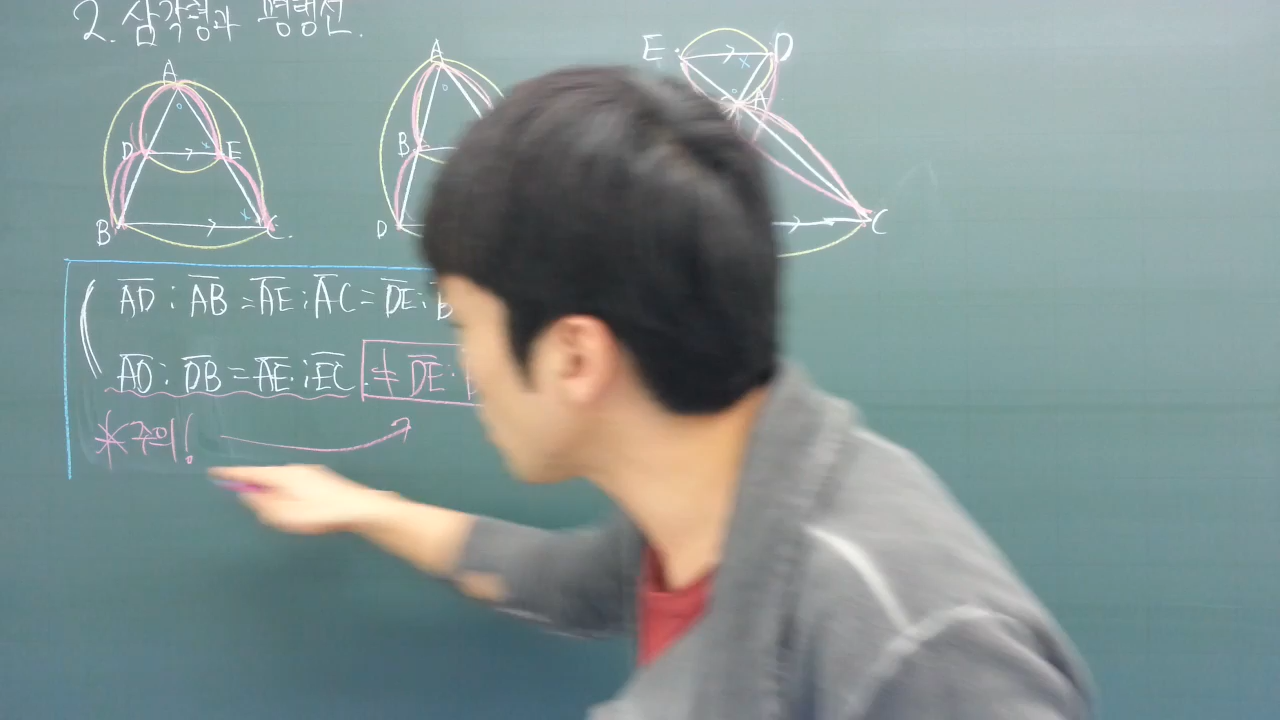 2. 삼각형과 평행선.
A
D E
B C
A
B
D
E D
A
C
AD : AB = AE : AC = DE :
AD : DB = AE : EC ≠ DE :
* 주의!